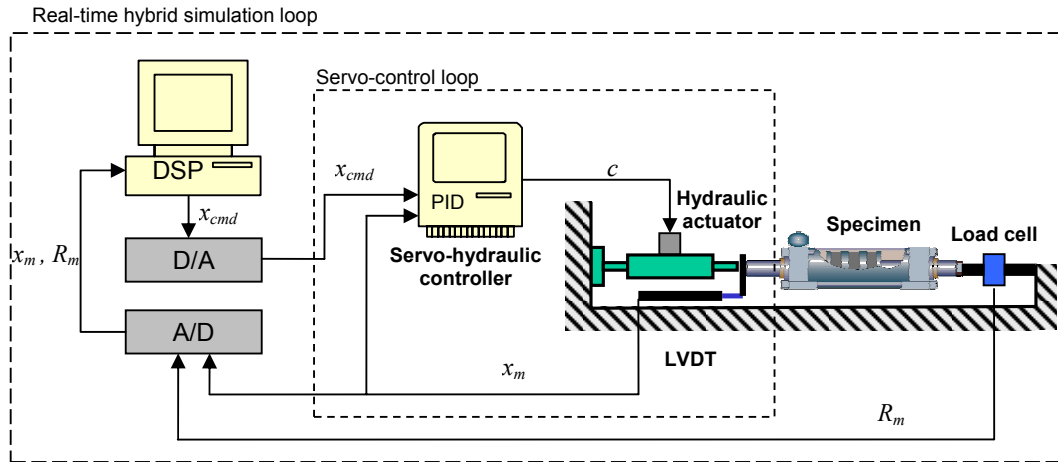 Real-time hybrid simulation loop
Servo-control loop
DSP
x_cmd
x_cmd
PID
c
Hydraulic
actuator
Specimen
Load cell
x_m , R_m
D/A
Servo-hydraulic
controller
A/D
LVDT
x_m
R_m